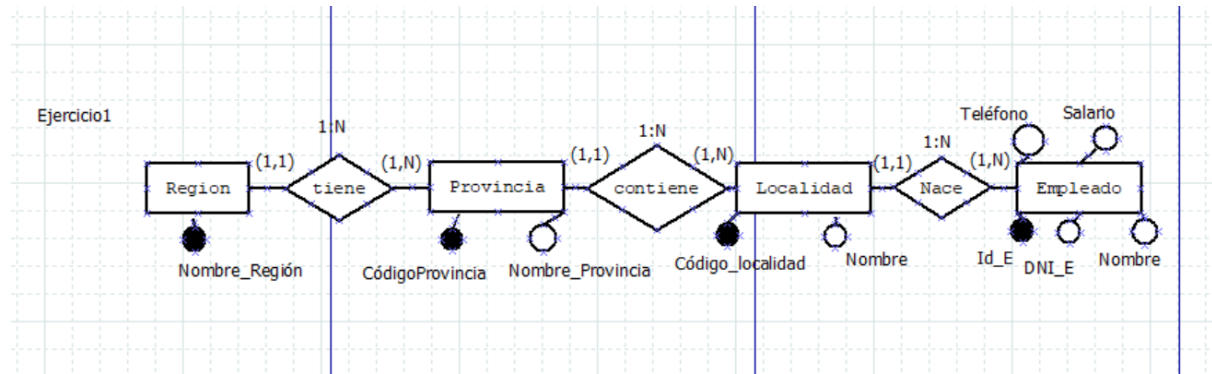 Ejercicio1
1:N
(1,1)
(1,N)
Region
tiene
Nombre_Región
1:N
(1,1)
(1,N)
Provincia
contiene
CódigoProvincia
Nombre_Provincia
1:N
(1,1)
(1,N)
Localidad
Nace
Código_localidad
Nombre
Teléfono
Salario
Empleado
Id_E
DNI_E
Nombre